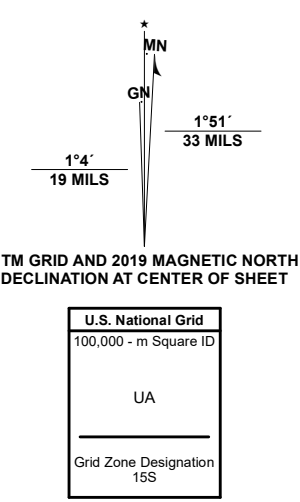 ★
MN
GN
1°51´
33 MILS
1°4´
19 MILS
TM GRID AND 2019 MAGNETIC NORTH
DECLINATION AT CENTER OF SHEET
U.S. National Grid
100,000 - m Square ID
UA
Grid Zone Designation
15S